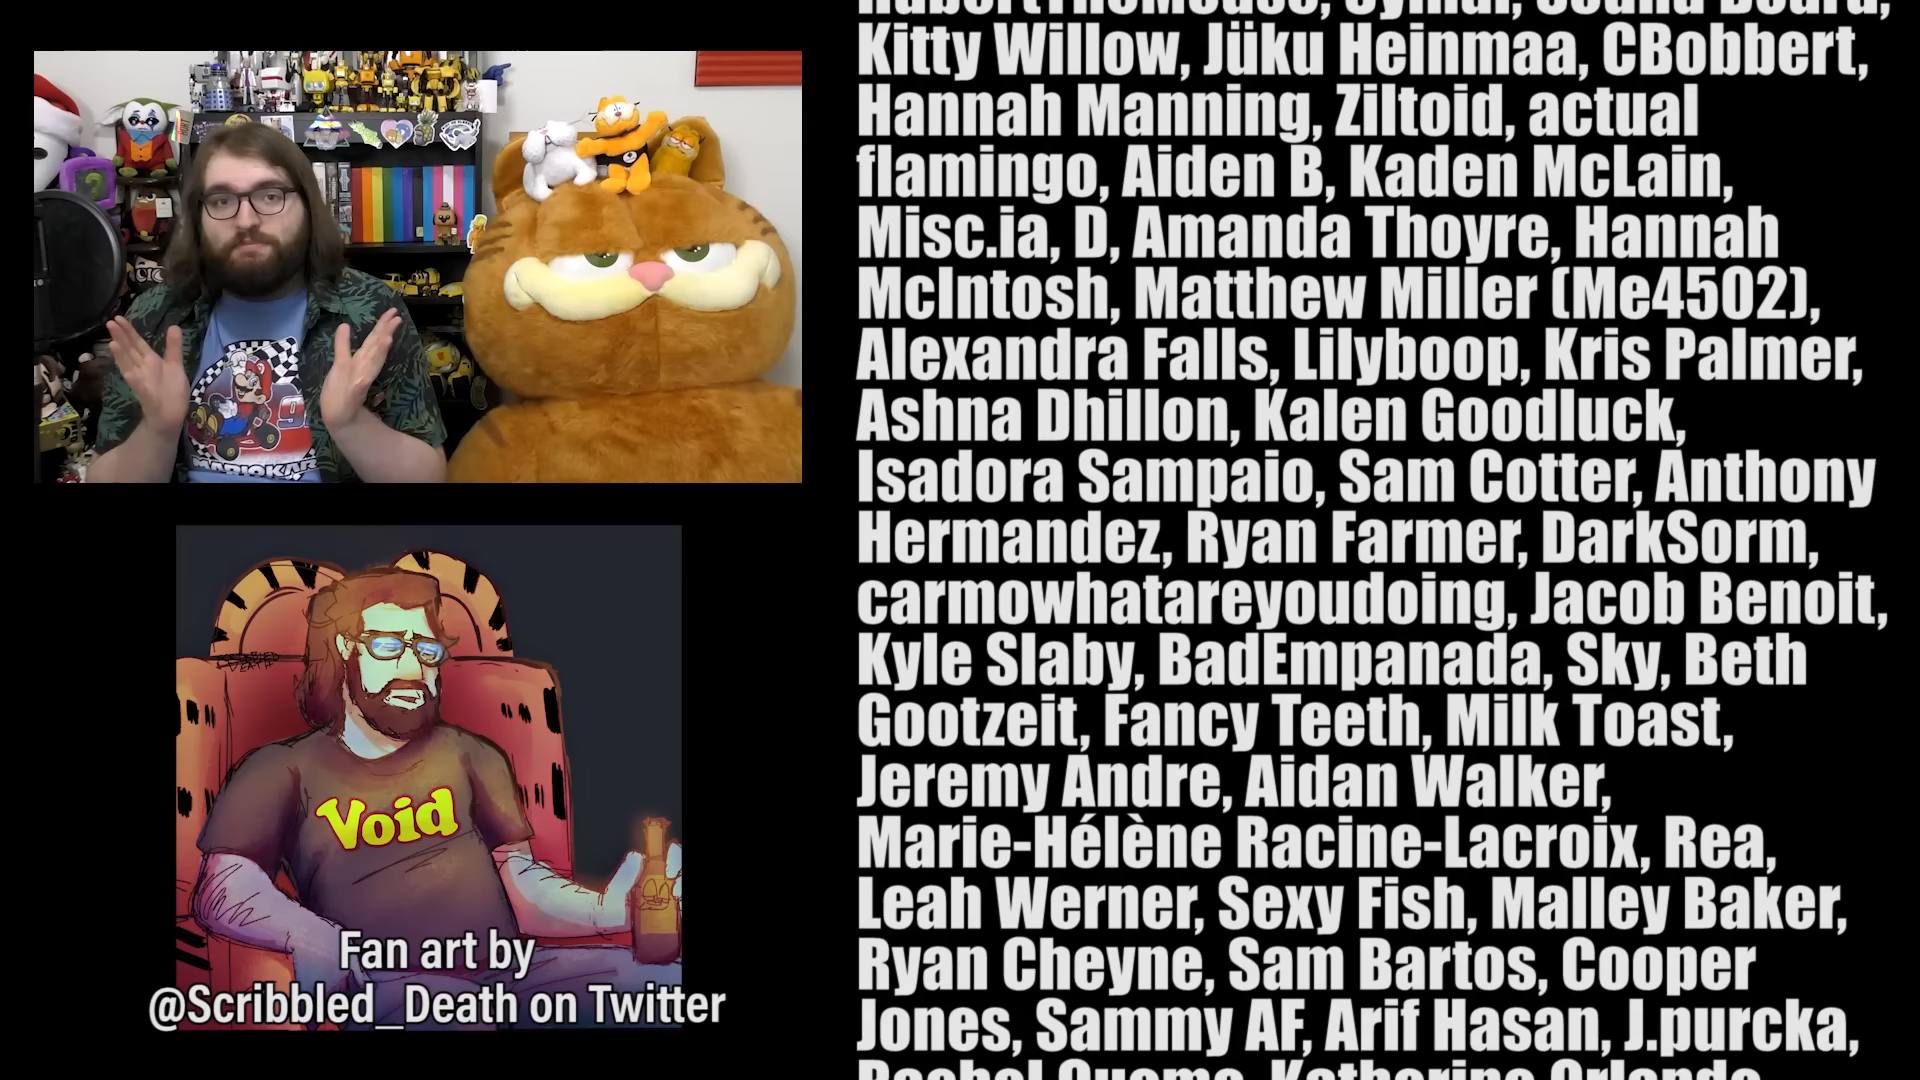 Kitty Willow, Jüku Heinmaa, CBobbert,
Hannah Manning, Ziltoid, actual
flamingo, Aiden B, Kaden McLain,
Misc.ia, D, Amanda Thoyre, Hannah
McIntosh, Matthew Miller (Me4502),
Alexandra Falls, Lilyboop, Kris Palmer,
Ashna Dhillon, Kalen Goodluck,
Isadora Sampaio, Sam Cotter, Anthony
Hermandez, Ryan Farmer, DarkSorm,
carmowhatareyoudoing, Jacob Benoit,
Kyle Slaby, BadEmpanada, Sky, Beth
Gootzeit, Fancy Teeth, Milk Toast,
Jeremy Andre, Aidan Walker,
Marie-Hélène Racine-Lacroix, Rea,
Leah Werner, Sexy Fish, Malley Baker,
Ryan Cheyne, Sam Bartos, Cooper
Jones, Sammy AF, Arif Hasan, J.purcka,
MARIOKAR
SCRIBBLED
DEATH
Void
Fan art by
@Scribbled_Death on Twitter